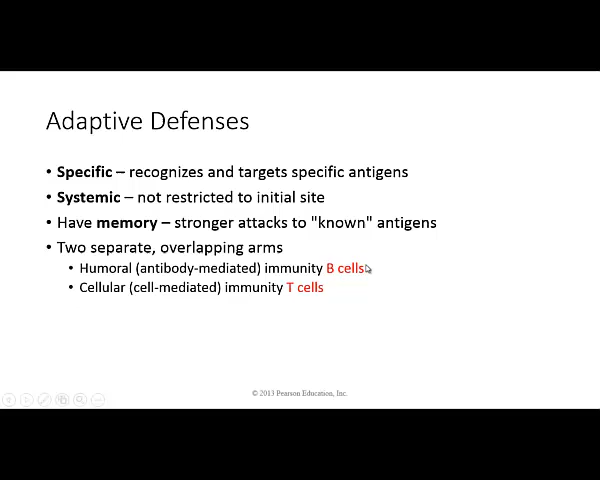 Adaptive Defenses
• Specific – recognizes and targets specific antigens
• Systemic – not restricted to initial site
• Have memory – stronger attacks to "known" antigens
• Two separate, overlapping arms
• Humoral (antibody-mediated) immunity B cells
• Cellular (cell-mediated) immunity T cells
© 2013 Pearson Education, Inc.